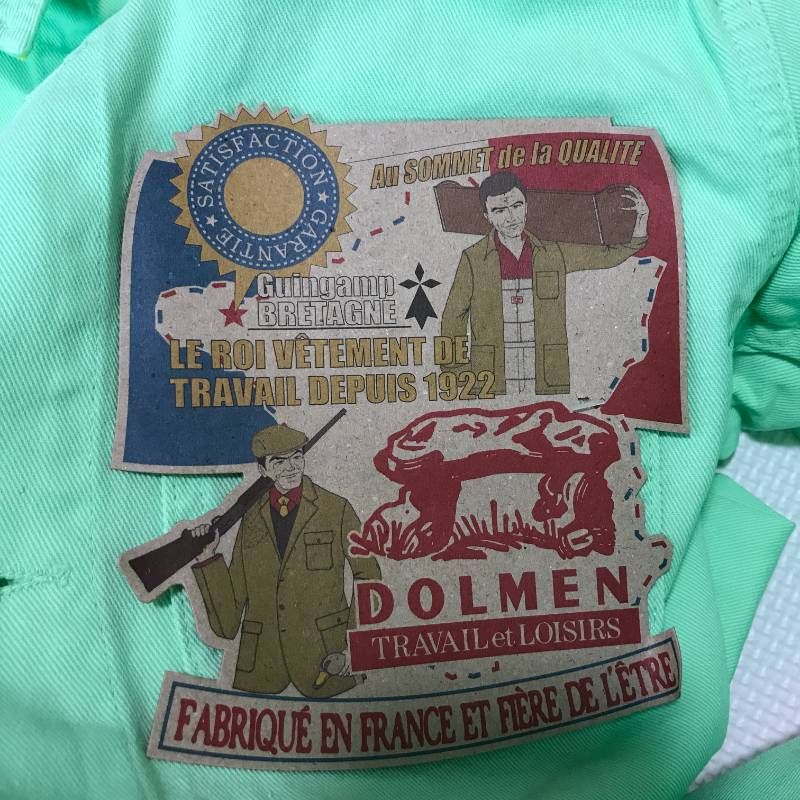 SATISFACTION
GARANTIE
Au SOMMET de la QUALITE
Guingamp
BRETAGNE
LE ROI VÊTEMENT DE
TRAVAIL DEPUIS 1922
DOLMEN
TRAVAIL et LOISIRS
FABRIQUÉ EN FRANCE ET FIÈRE DE L'ÊTRE